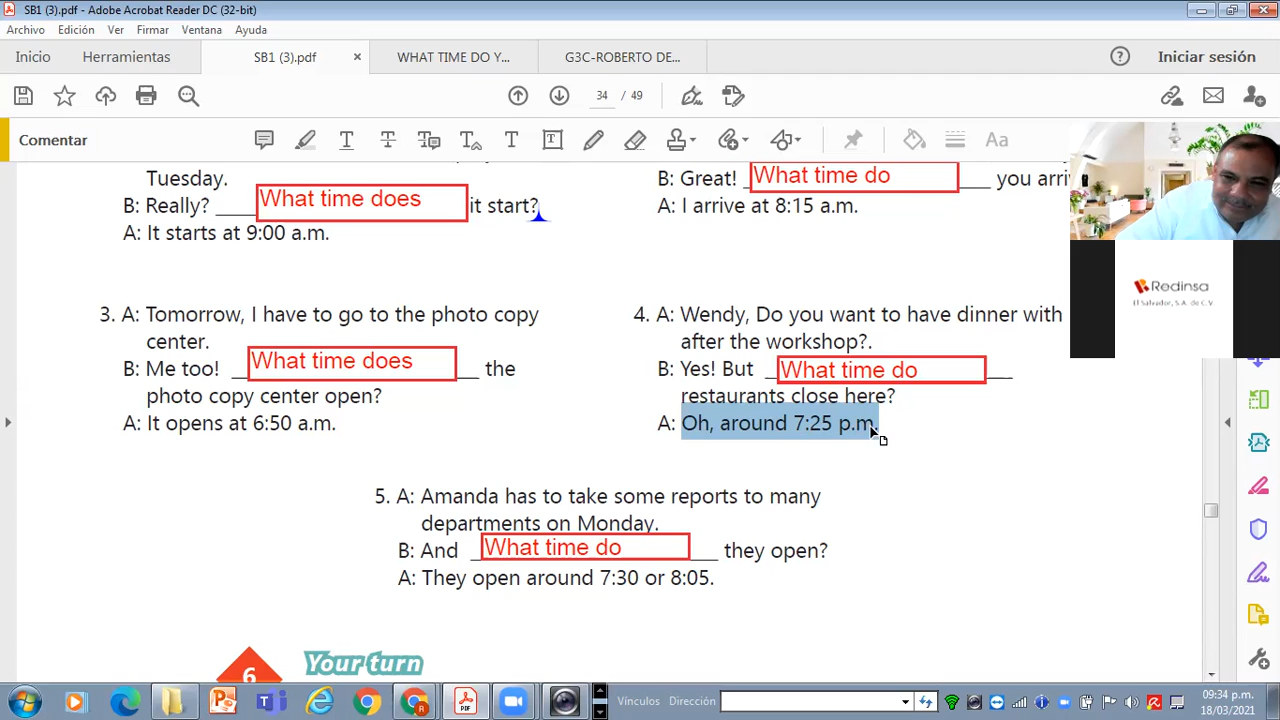 SB1 (3).pdf - Adobe Acrobat Reader DC (32-bit)
Archivo Edición Ver Firmar Ventana Ayuda
Inicio Herramientas SB1 (3).pdf × WHAT TIME DO Y... G3C-ROBERTO DE... Iniciar sesión
34 / 49
Comentar
Tuesday.
B: Really? ____ What time does it start?
A: It starts at 9:00 a.m.
B: Great! _ What time do ___ you arri
A: I arrive at 8:15 a.m.
3. A: Tomorrow, I have to go to the photo copy
center.
B: Me too! _ What time does __ the
photo copy center open?
A: It opens at 6:50 a.m.
4. A: Wendy, Do you want to have dinner with
after the workshop?.
B: Yes! But _ What time do __
restaurants close here?
A: Oh, around 7:25 p.m.
5. A: Amanda has to take some reports to many
departments on Monday.
B: And _ What time do __ they open?
A: They open around 7:30 or 8:05.
6 Your turn
Redinsa
El Salvador, S.A. de C.V.
Vínculos Dirección
09:34 p.m.
18/03/2021